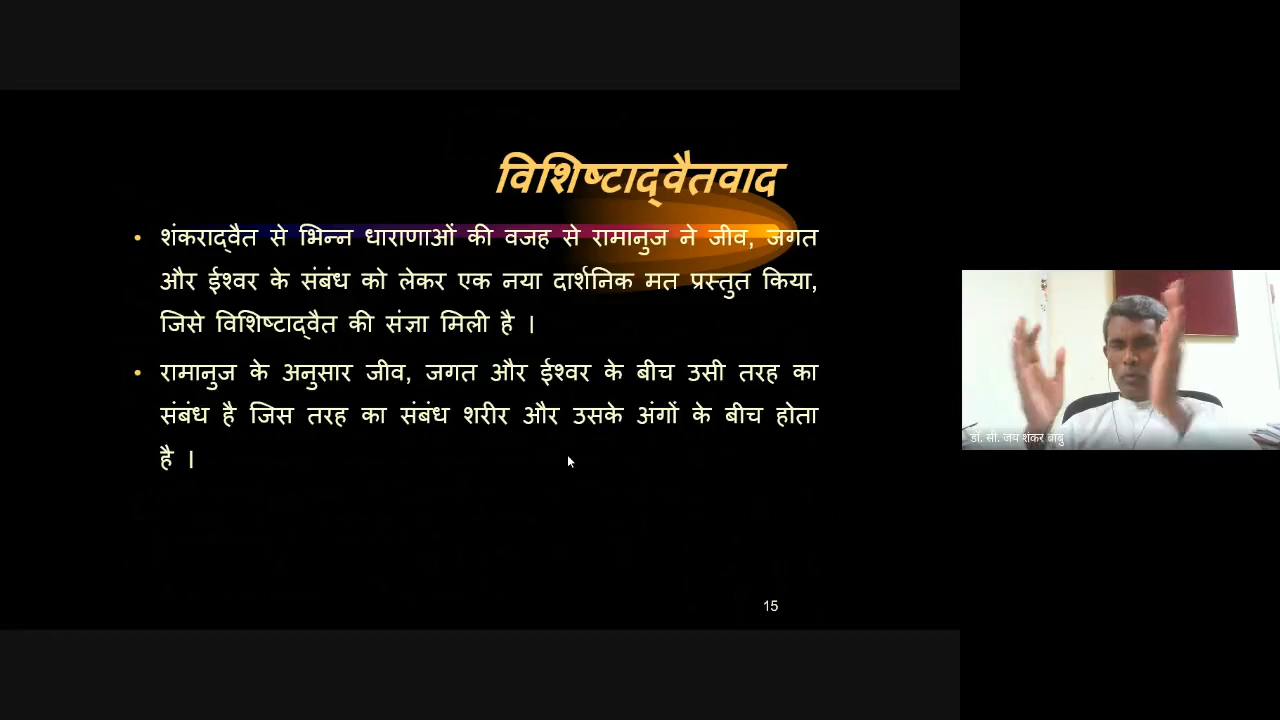 विशिष्टाद्वैतवाद
• शंकराद्वैत से भिन्न धाराणाओं की वजह से रामानुज ने जीव, जगत
और ईश्वर के संबंध को लेकर एक नया दार्शनिक मत प्रस्तुत किया,
जिसे विशिष्टाद्वैत की संज्ञा मिली है ।
• रामानुज के अनुसार जीव, जगत और ईश्वर के बीच उसी तरह का
संबंध है जिस तरह का संबंध शरीर और उसके अंगों के बीच होता
है ।
15
डॉ. सी. जय शंकर बाबु